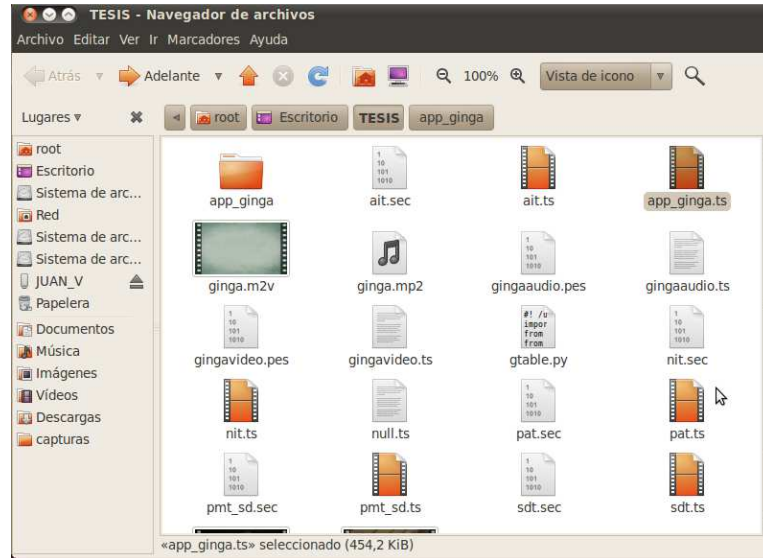 TESIS - Navegador de archivos
Archivo Editar Ver Ir Marcadores Ayuda
Atrás Adelante 100% Vista de icono
Lugares root Escritorio TESIS app_ginga
root
Escritorio
Sistema de arc...
Red
Sistema de arc...
Sistema de arc...
JUAN_V
Papelera
Documentos
Música
Imágenes
Vídeos
Descargas
capturas
app_ginga ait.sec ait.ts app_ginga.ts
ginga.m2v ginga.mp2 gingaaudio.pes gingaaudio.ts
gingavideo.pes gingavideo.ts gtable.py nit.sec
nit.ts null.ts pat.sec pat.ts
pmt_sd.sec pmt_sd.ts sdt.sec sdt.ts
«app_ginga.ts» seleccionado (454,2 KiB)